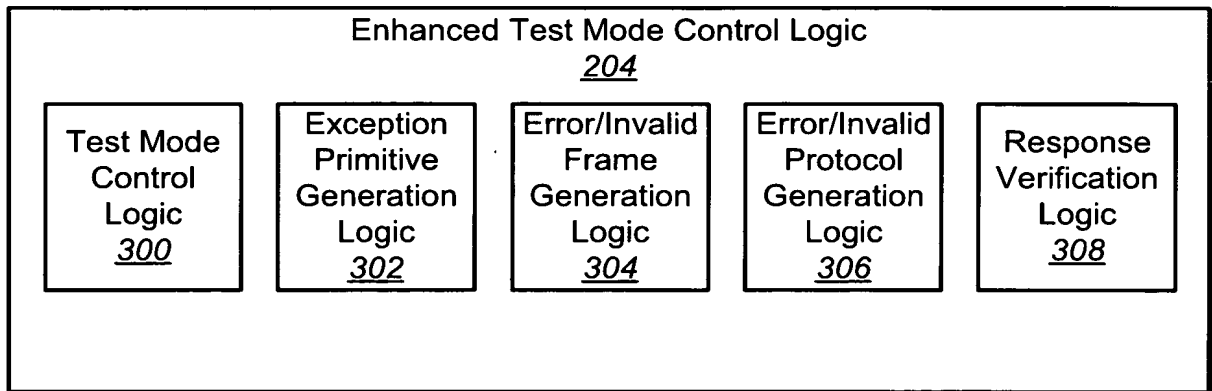 Enhanced Test Mode Control Logic
204
Test Mode
Control
Logic
300
Exception
Primitive
Generation
Logic
302
Error/Invalid
Frame
Generation
Logic
304
Error/Invalid
Protocol
Generation
Logic
306
Response
Verification
Logic
308